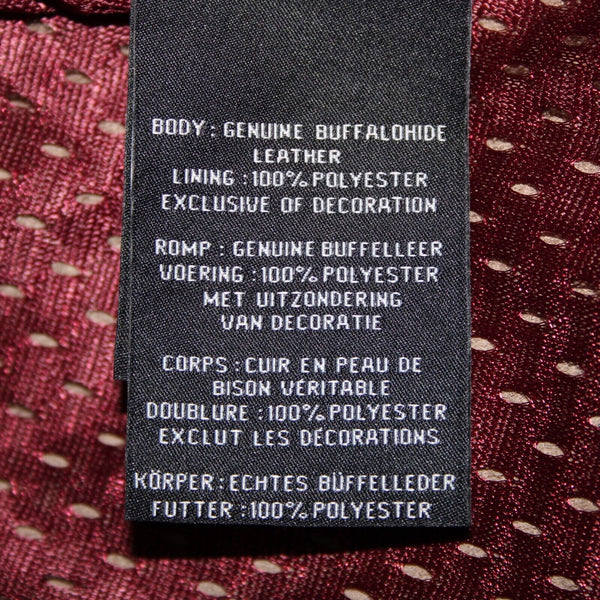 BODY : GENUINE BUFFALOHIDE
LEATHER
LINING : 100% POLYESTER
EXCLUSIVE OF DECORATION
ROMP : GENUINE BUFFELLEER
VOERING : 100% POLYESTER
MET UITZONDERING
VAN DECORATIE
CORPS : CUIR EN PEAU DE
BISON VÉRITABLE
DOUBLURE : 100% POLYESTER
EXCLUT LES DÉCORATIONS
KÖRPER : ECHTES BÜFFELLEDER
FUTTER : 100% POLYESTER